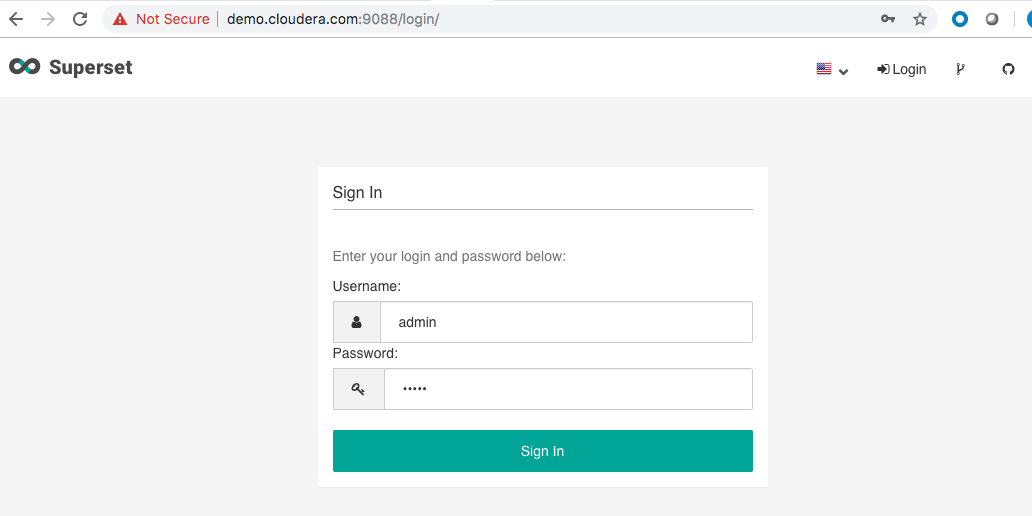 Not Secure demo.cloudera.com:9088/login/
Superset
Login
Sign In
Enter your login and password below:
Username:
admin
Password:
•••••
Sign In